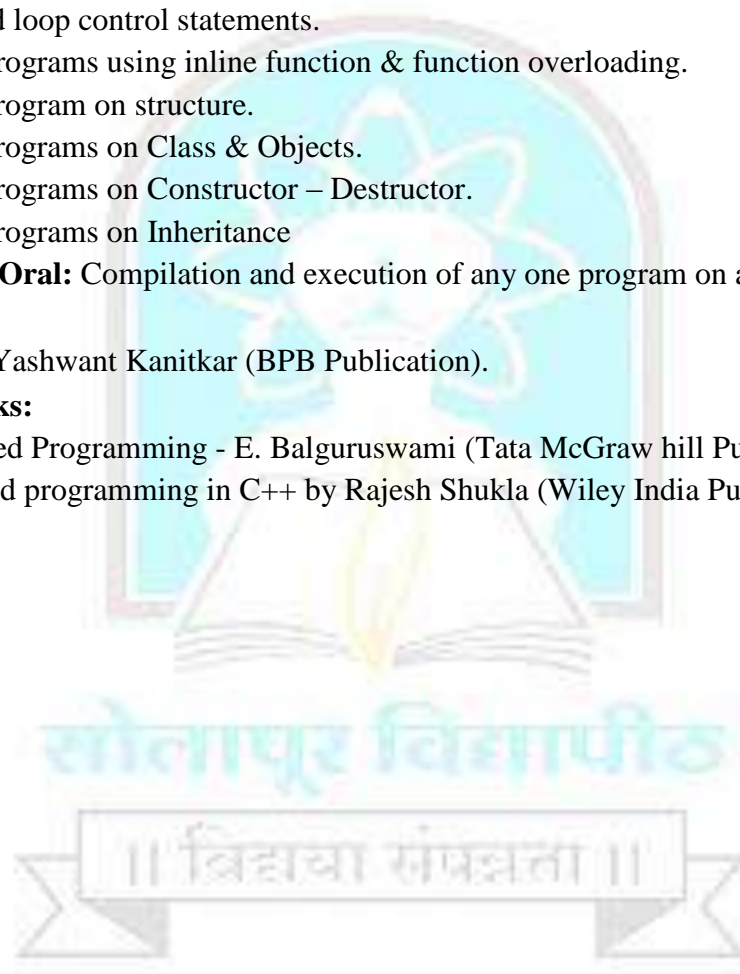 d loop control statements.
rograms using inline function & function overloading.
rogram on structure.
rograms on Class & Objects.
rograms on Constructor – Destructor.
rograms on Inheritance
Oral: Compilation and execution of any one program on a
Yashwant Kanitkar (BPB Publication).
ks:
ed Programming - E. Balguruswami (Tata McGraw hill Pu
d programming in C++ by Rajesh Shukla (Wiley India Pu
सोलापूर विद्यापीठ
|| विद्यया संपन्नता ||